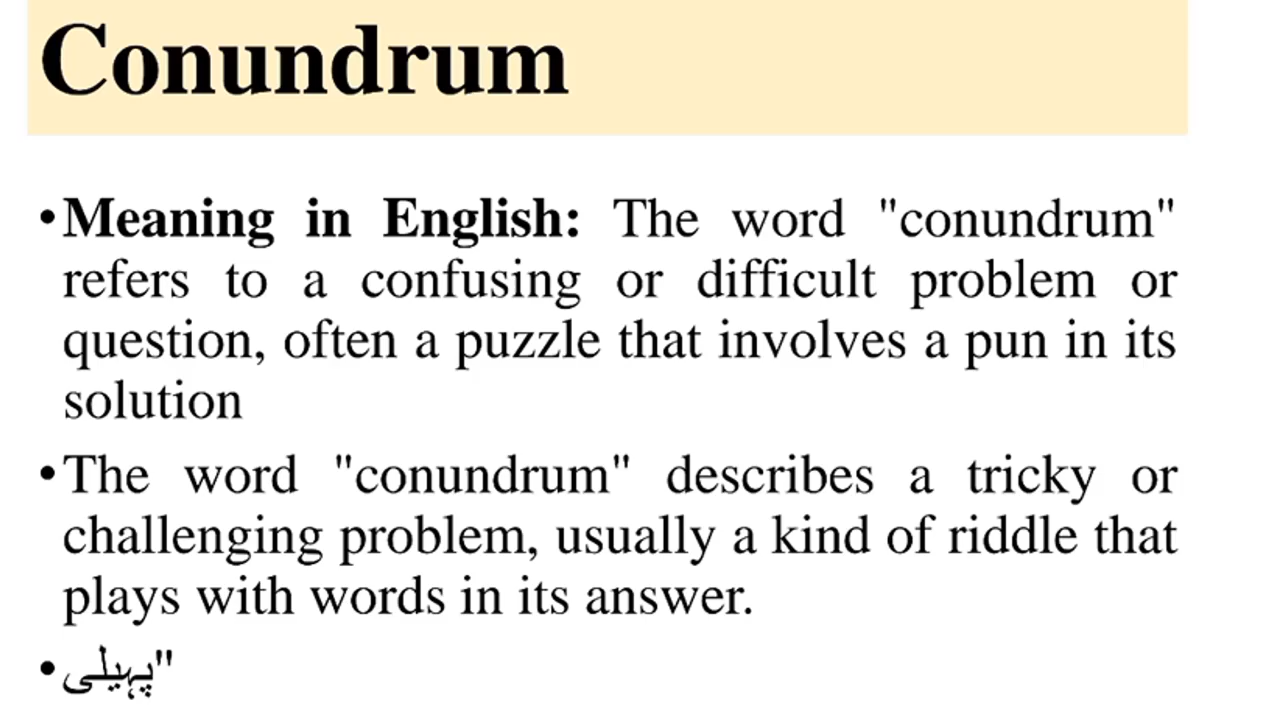 Conundrum
•Meaning in English: The word "conundrum"
refers to a confusing or difficult problem or
question, often a puzzle that involves a pun in its
solution
•The word "conundrum" describes a tricky or
challenging problem, usually a kind of riddle that
plays with words in its answer.
•پہیلی"